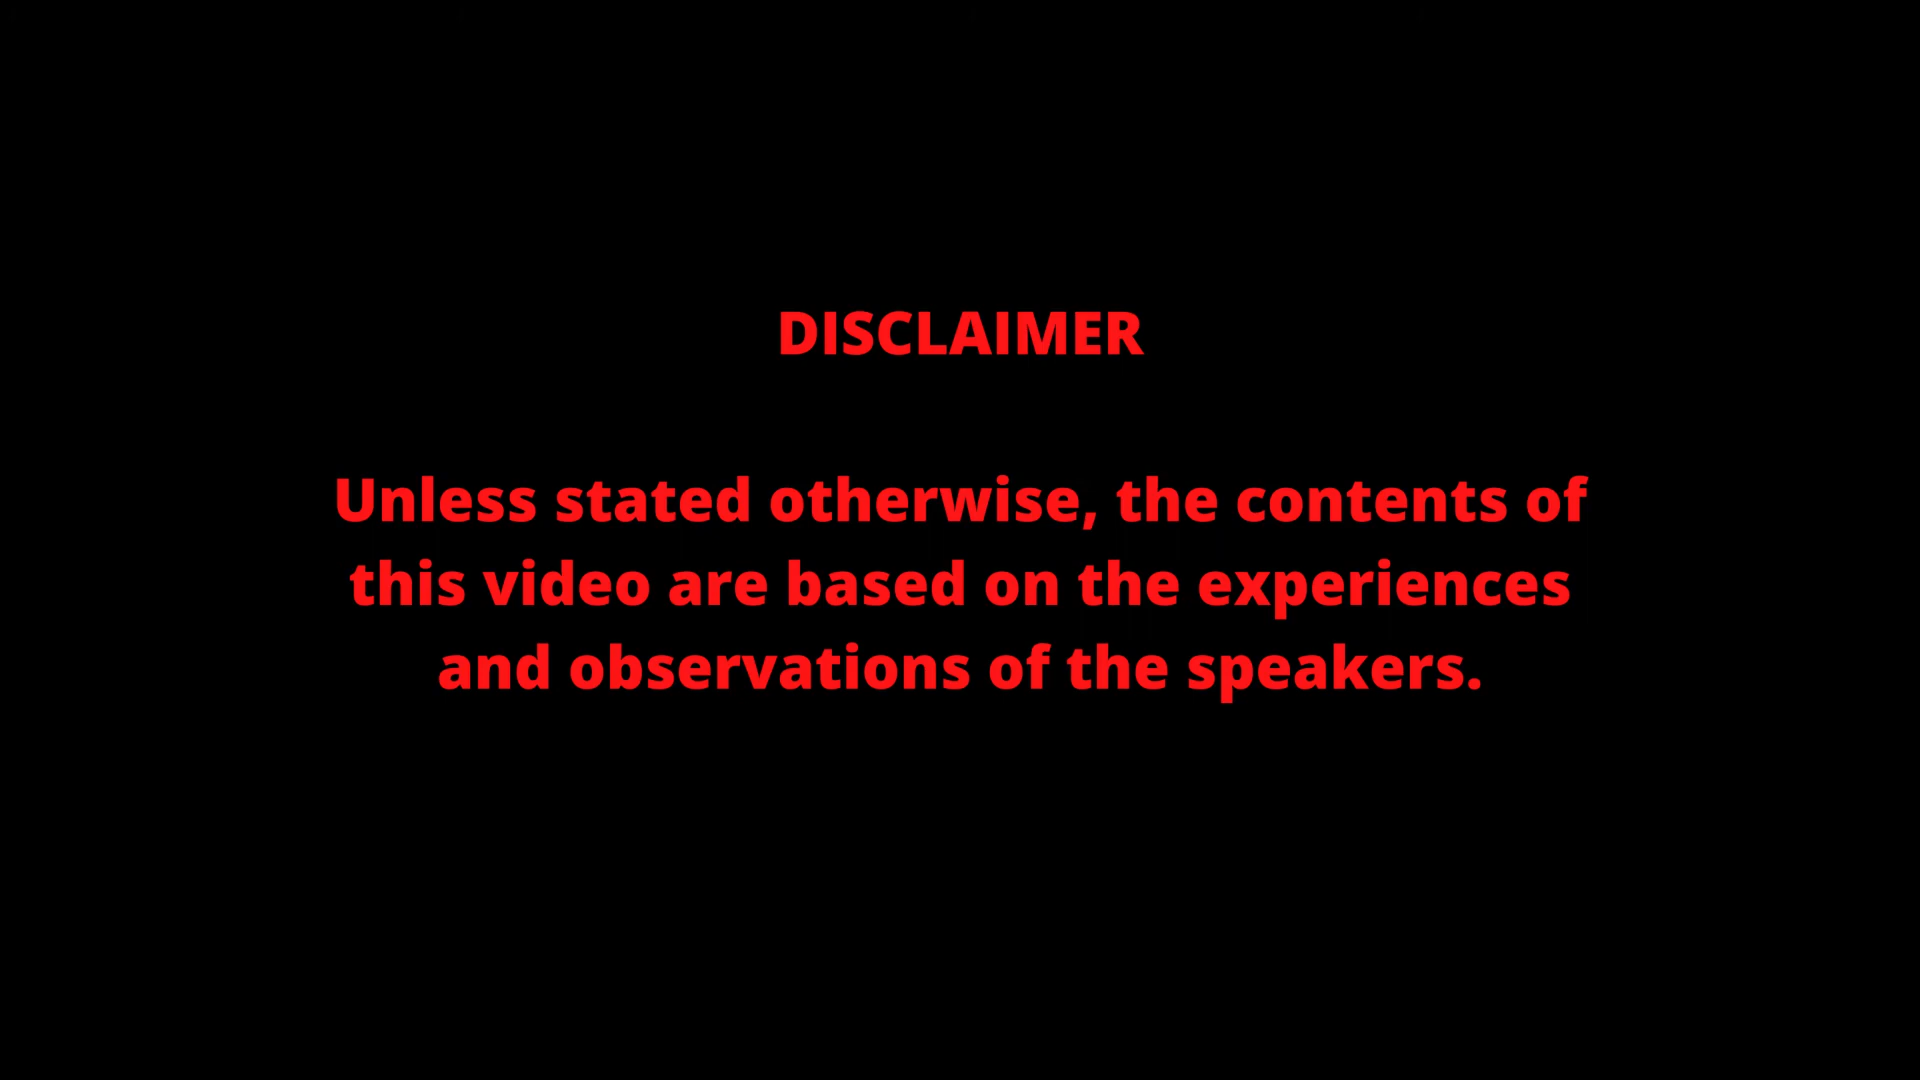 DISCLAIMER
Unless stated otherwise, the contents of
this video are based on the experiences
and observations of the speakers.